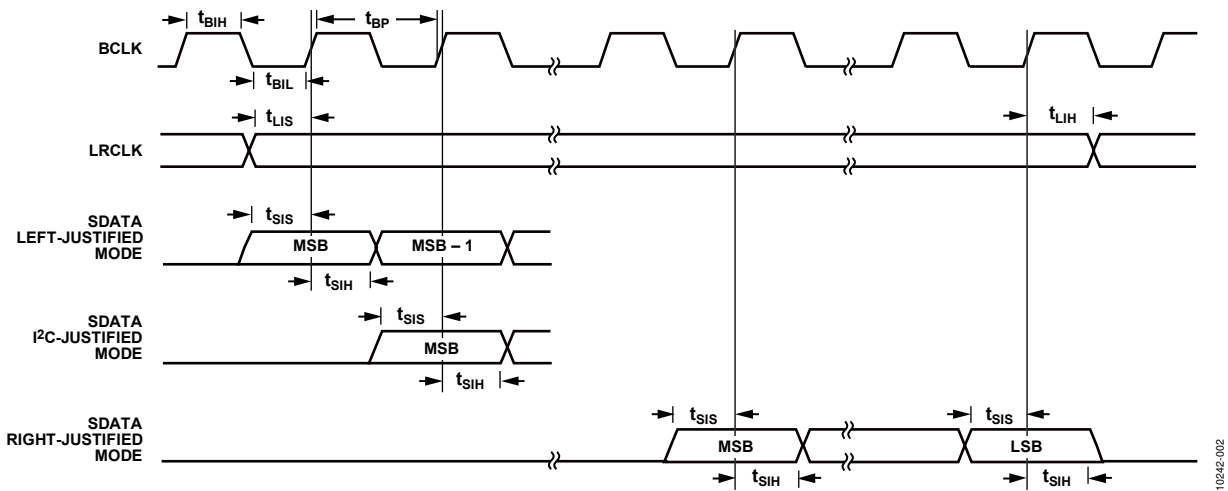 tBIH
tBP
BCLK
tBIL
tLIS
tLIH
LRCLK
SDATA
LEFT-JUSTIFIED
MODE
tSIS
MSB
MSB – 1
tSIH
SDATA
I²C-JUSTIFIED
MODE
tSIS
MSB
tSIH
SDATA
RIGHT-JUSTIFIED
MODE
tSIS
tSIS
MSB
LSB
tSIH
tSIH
10242-002